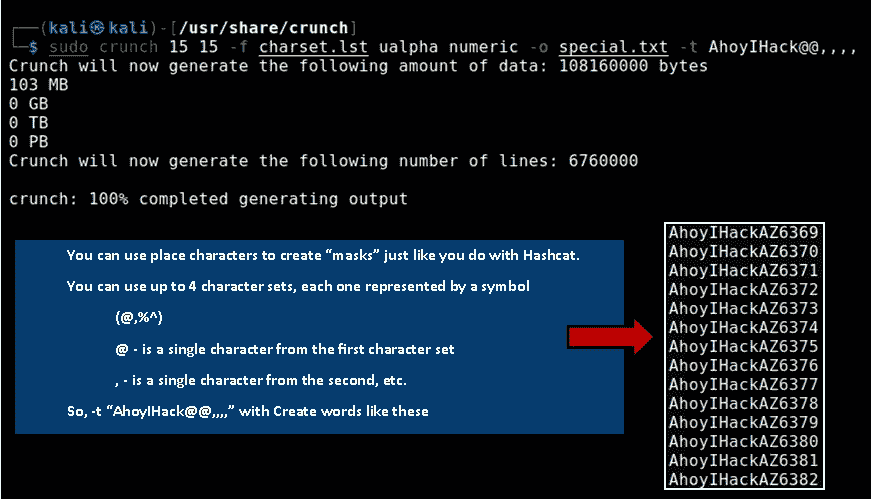 ┌──(kali㉿kali)-[/usr/share/crunch]
└─$ sudo crunch 15 15 -f charset.lst ualpha numeric -o special.txt -t AhoyIHack@@,,,,
Crunch will now generate the following amount of data: 108160000 bytes
103 MB
0 GB
0 TB
0 PB
Crunch will now generate the following number of lines: 6760000
crunch: 100% completed generating output
You can use place characters to create “masks” just like you do with Hashcat.
You can use up to 4 character sets, each one represented by a symbol
(@,%^)
@ - is a single character from the first character set
, - is a single character from the second, etc.
So, -t “AhoyIHack@@,,,,” with Create words like these
AhoyIHackAZ6369
AhoyIHackAZ6370
AhoyIHackAZ6371
AhoyIHackAZ6372
AhoyIHackAZ6373
AhoyIHackAZ6374
AhoyIHackAZ6375
AhoyIHackAZ6376
AhoyIHackAZ6377
AhoyIHackAZ6378
AhoyIHackAZ6379
AhoyIHackAZ6380
AhoyIHackAZ6381
AhoyIHackAZ6382